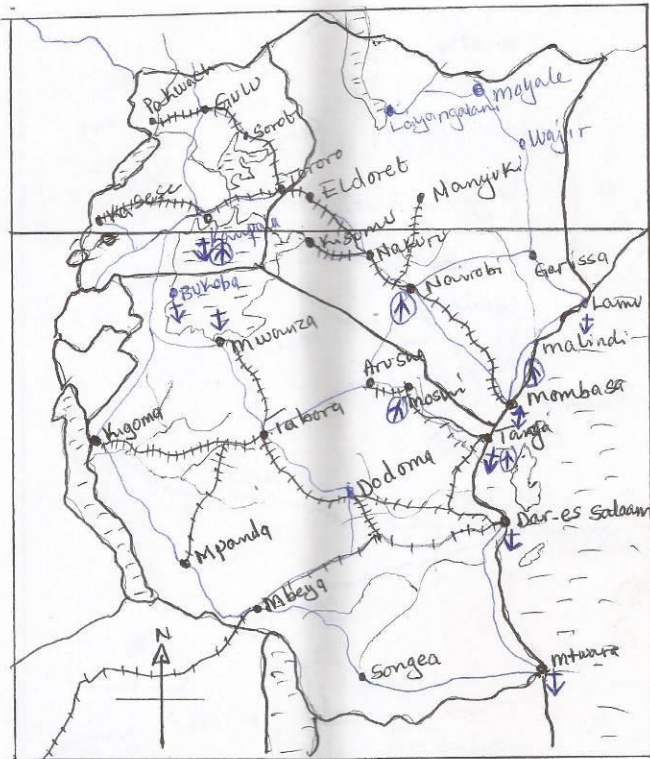 Pakwach
Gulu
Soroti
Moyale
Loyangalani
Wajir
Tororo
Eldoret
Manyuki
Kasese
Kampala
Kisumu
Nakuru
Nairobi
Garissa
Bukoba
Lamu
Mwanza
Malindi
Arusha
Moshi
Mombasa
Kigoma
Tabora
Tanga
Dodoma
Dar-es Salaam
Mpanda
Mbeya
N
Songea
Mtwara